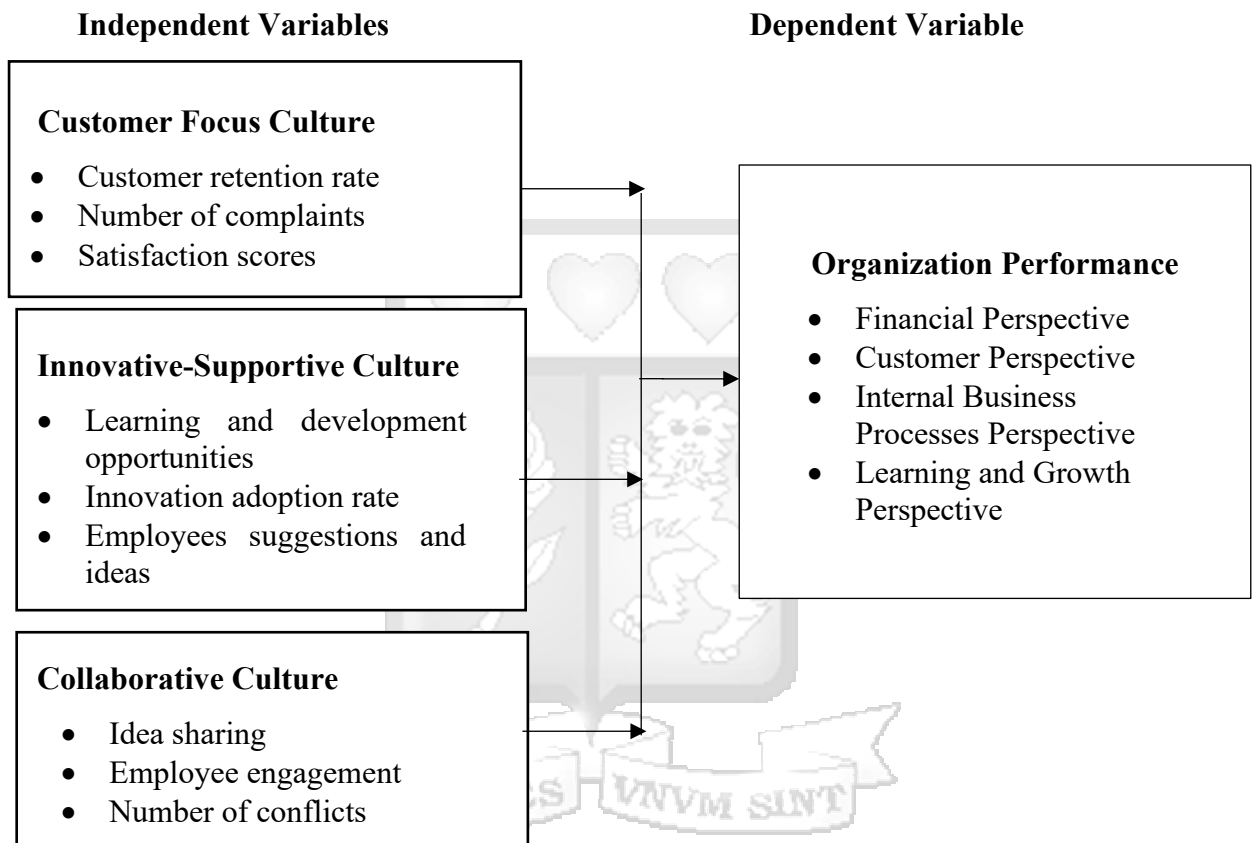 Independent Variables
Dependent Variable
Customer Focus Culture
• Customer retention rate
• Number of complaints
• Satisfaction scores
Innovative-Supportive Culture
• Learning and development
opportunities
• Innovation adoption rate
• Employees suggestions and
ideas
Collaborative Culture
• Idea sharing
• Employee engagement
• Number of conflicts
Organization Performance
• Financial Perspective
• Customer Perspective
• Internal Business
Processes Perspective
• Learning and Growth
Perspective
VNVM SINT